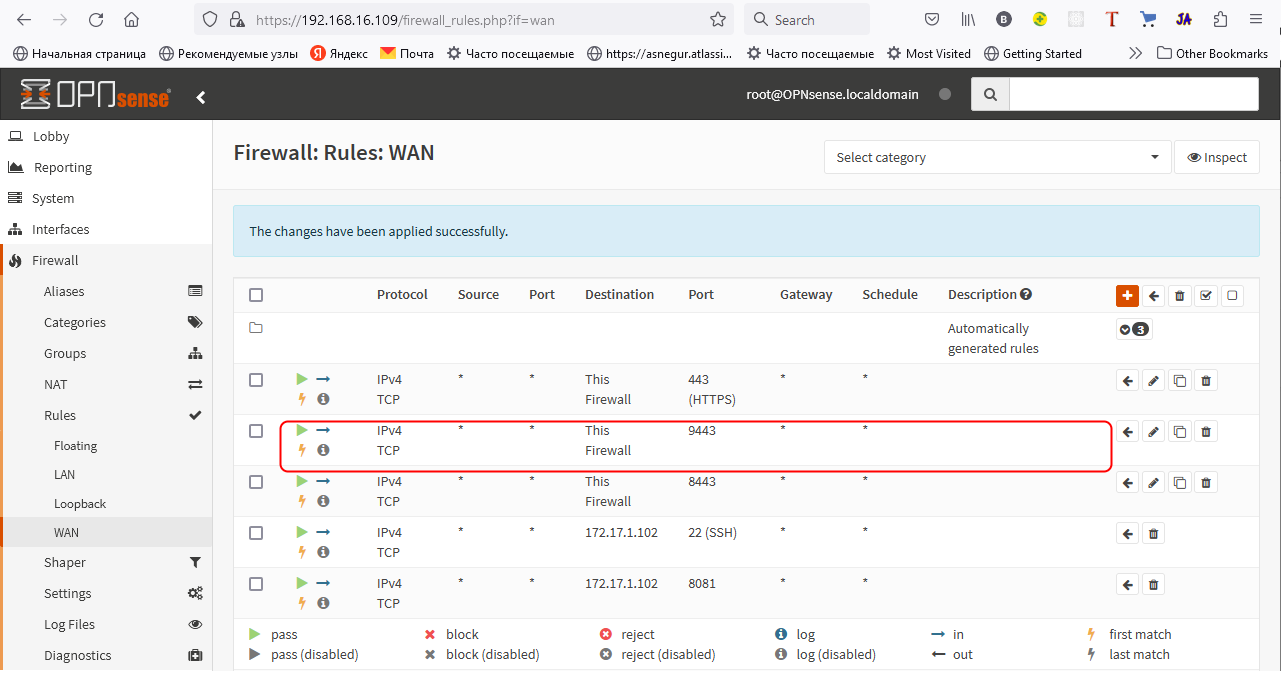 https://192.168.16.109/firewall_rules.php?if=wan
Search
Начальная страница
Рекомендуемые узлы
Яндекс
Почта
Часто посещаемые
https://asnegur.atlassi...
Часто посещаемые
Most Visited
Getting Started
Other Bookmarks
OPNsense
root@OPNsense.localdomain
Lobby
Reporting
System
Interfaces
Firewall
Aliases
Categories
Groups
NAT
Rules
Floating
LAN
Loopback
WAN
Shaper
Settings
Log Files
Diagnostics
Firewall: Rules: WAN
Select category
Inspect
The changes have been applied successfully.
Protocol Source Port Destination Port Gateway Schedule Description
Automatically
generated rules
3
IPv4 * * This 443 * *
TCP Firewall (HTTPS)
IPv4 * * This 9443 * *
TCP Firewall
IPv4 * * This 8443 * *
TCP Firewall
IPv4 * * 172.17.1.102 22 (SSH) * *
TCP
IPv4 * * 172.17.1.102 8081 * *
TCP
pass block reject log in first match
pass (disabled) block (disabled) reject (disabled) log (disabled) out last match